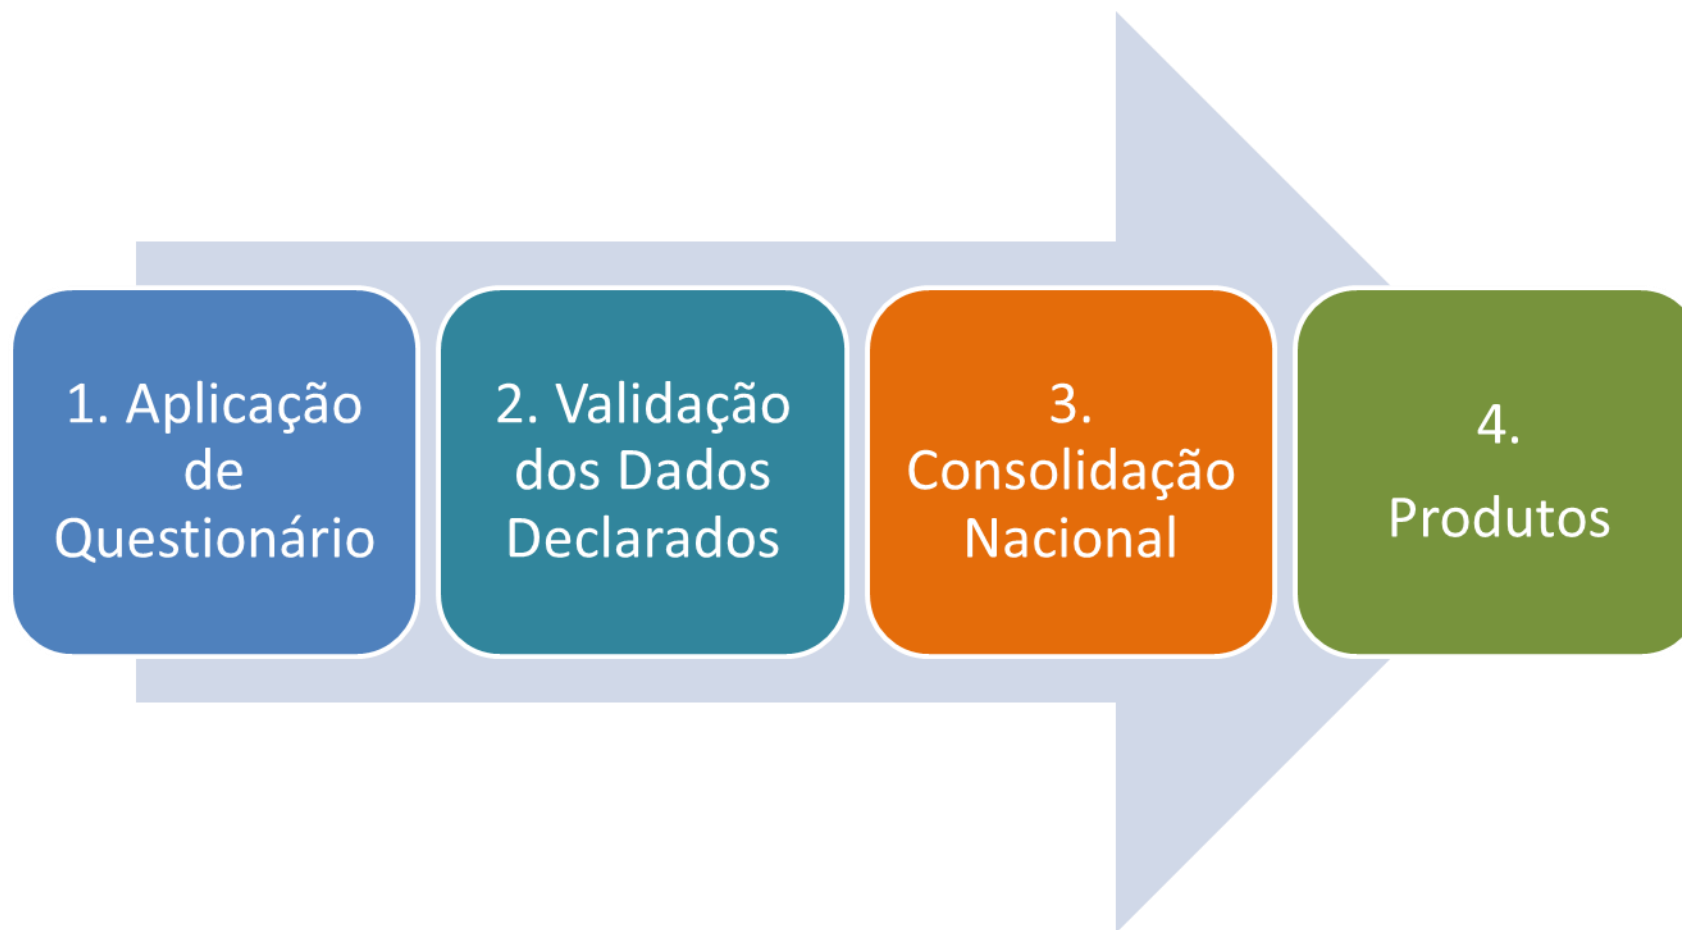 1. Aplicação
de
Questionário
2. Validação
dos Dados
Declarados
3.
Consolidação
Nacional
4.
Produtos